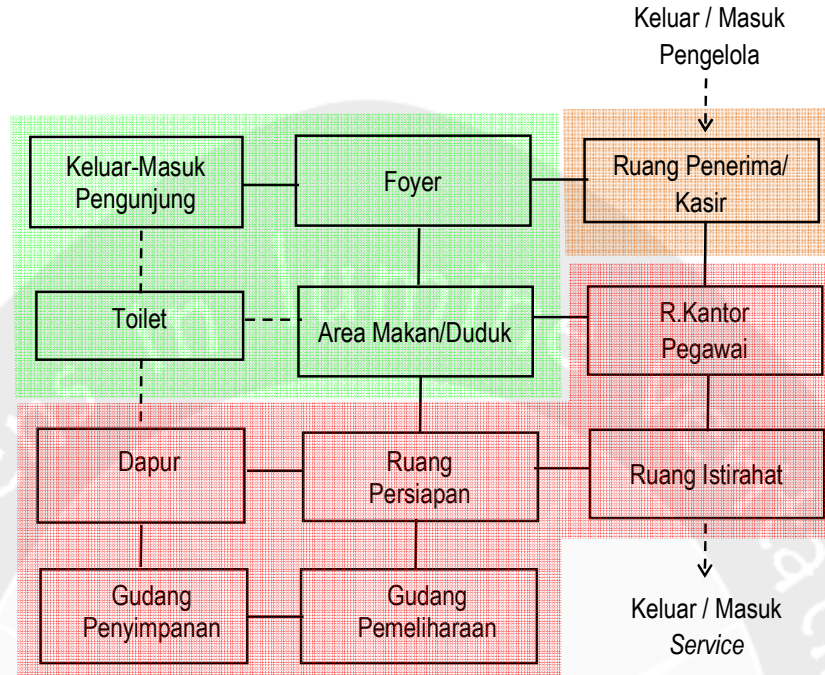 Keluar / Masuk
Pengelola
Keluar-Masuk
Pengunjung
Foyer
Ruang Penerima/
Kasir
Toilet
Area Makan/Duduk
R.Kantor
Pegawai
Dapur
Ruang
Persiapan
Ruang Istirahat
Gudang
Penyimpanan
Gudang
Pemeliharaan
Keluar / Masuk
Service